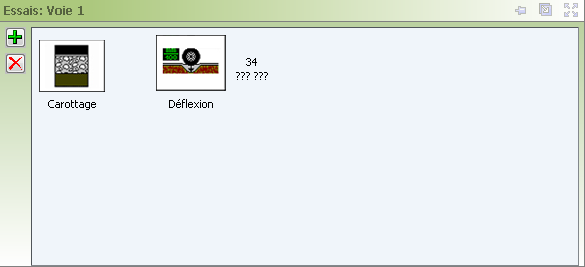 Essais: Voie 1
34
??? ???
Carottage
Déflexion